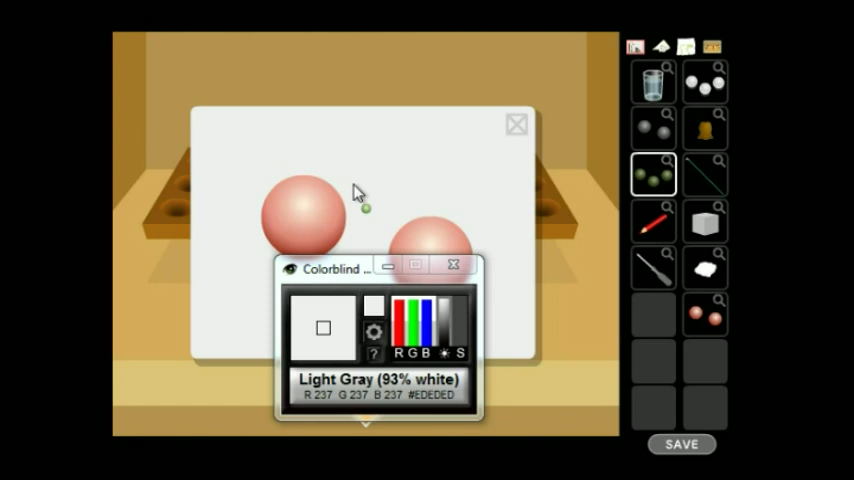 Colorblind ...
?
R G B S
Light Gray (93% white)
R 237 G 237 B 237 #EDEDED
SAVE